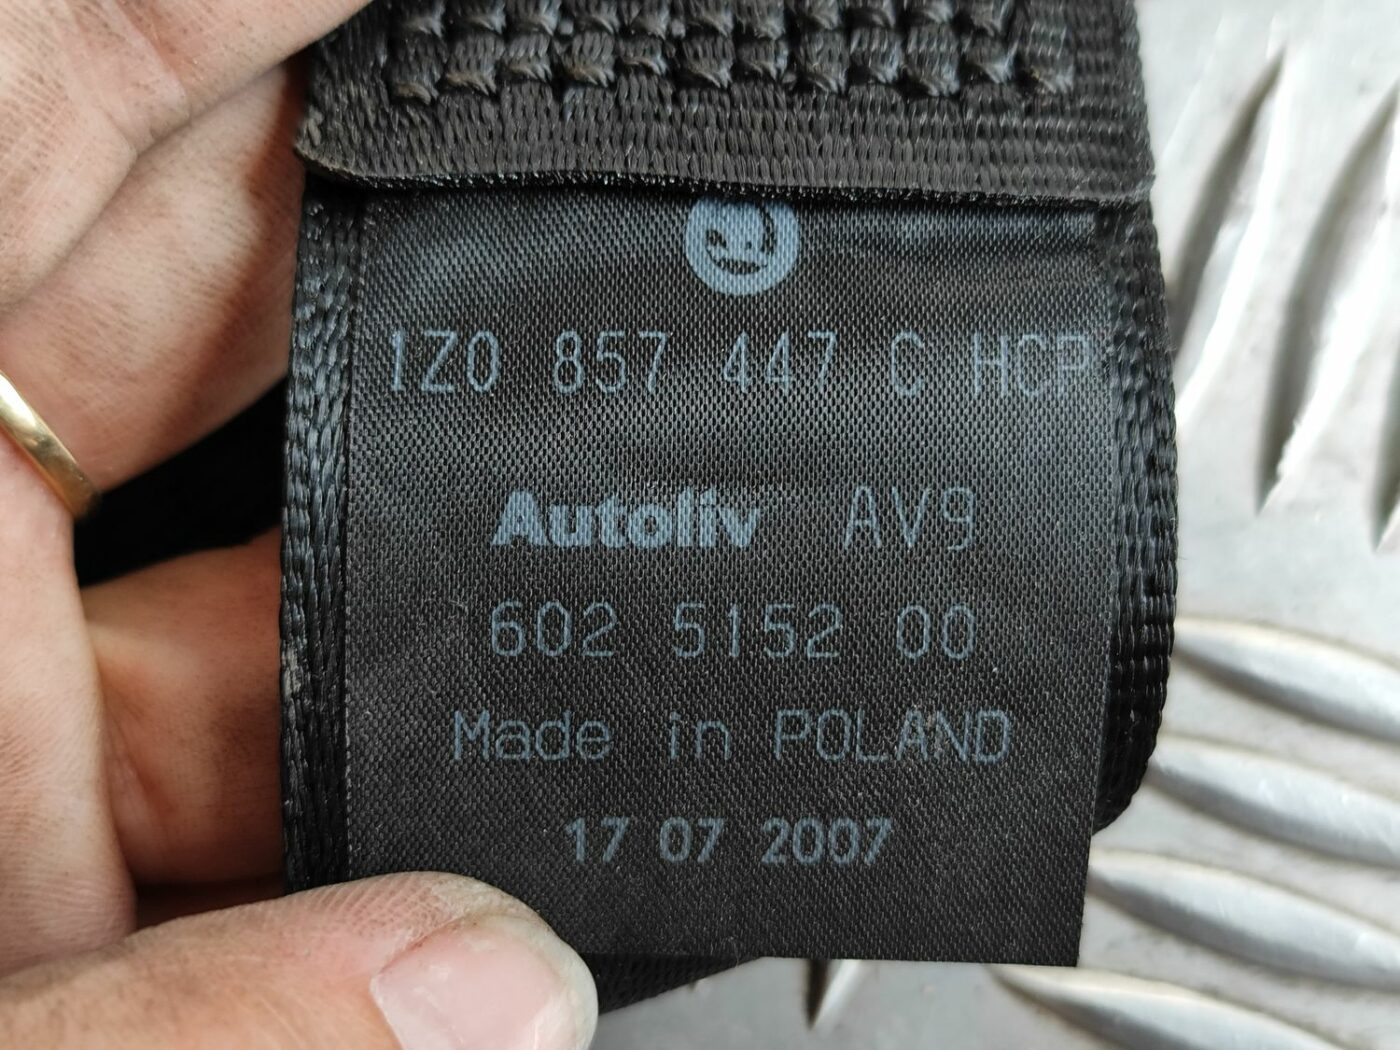 1Z0 857 447 C HCP
Autoliv AV9
602 5152 00
Made in POLAND
17 07 2007